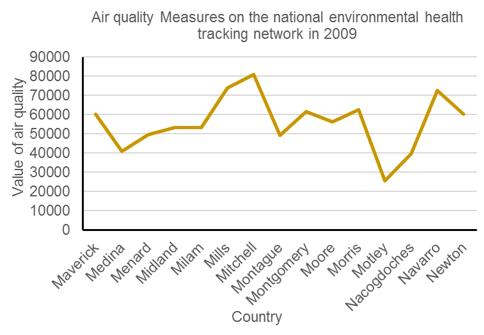 Air quality Measures on the national environmental health
tracking network in 2009
Value of air quality
90000
80000
70000
60000
50000
40000
30000
20000
10000
0
Maverick
Medina
Menard
Midland
Milam
Mills
Mitchell
Montague
Montgomery
Moore
Morris
Motley
Nacogdoches
Navarro
Newton
Country